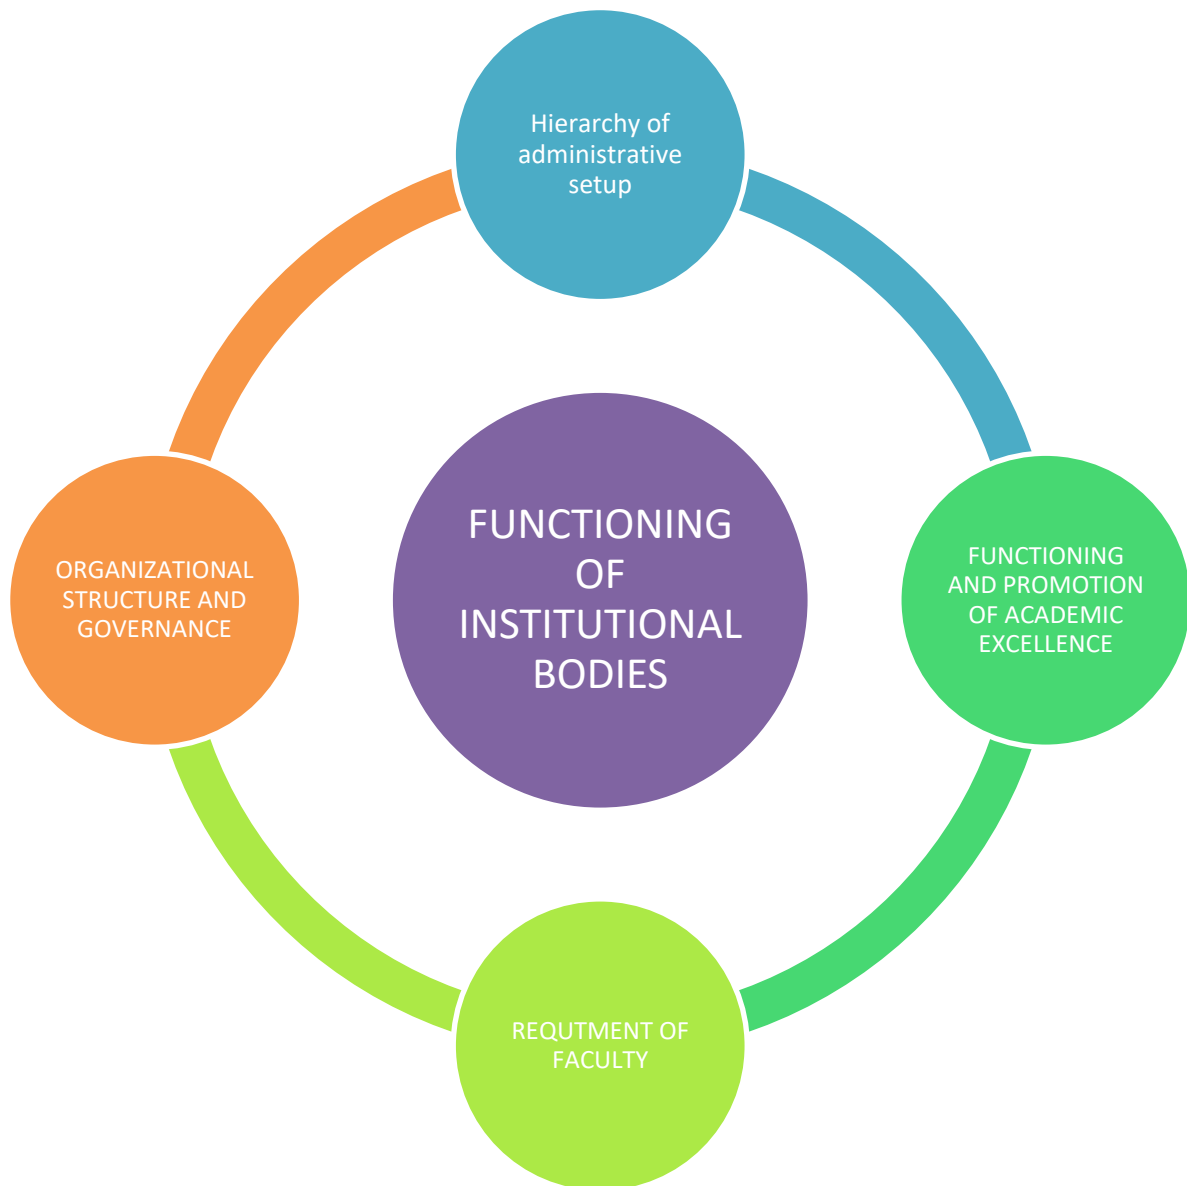 Hierarchy of
administrative
setup
FUNCTIONING
OF
INSTITUTIONAL
BODIES
ORGANIZATIONAL
STRUCTURE AND
GOVERNANCE
FUNCTIONING
AND PROMOTION
OF ACADEMIC
EXCELLENCE
REQUTMENT OF
FACULTY